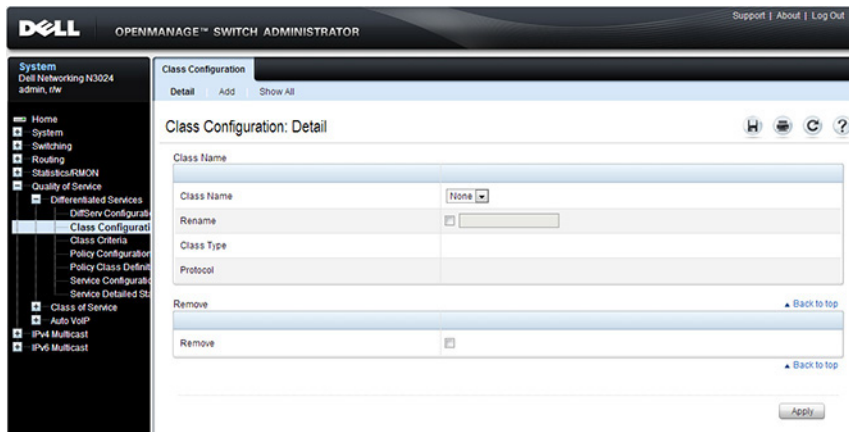 Support | About | Log Out
DELL OPENMANAGE™ SWITCH ADMINISTRATOR
System
Dell Networking N3024
admin, r/w
Home
System
Switching
Routing
Statistics/RMON
Quality of Service
Differentiated Services
DiffServ Configurati
Class Configurati
Class Criteria
Policy Configuration
Policy Class Definit
Service Configuratio
Service Detailed Sta
Class of Service
Auto VoIP
IPv4 Multicast
IPv6 Multicast
Class Configuration
Detail Add Show All
Class Configuration: Detail
H C ?
Class Name
Class Name None
Rename
Class Type
Protocol
Remove Back to top
Remove
Back to top
Apply